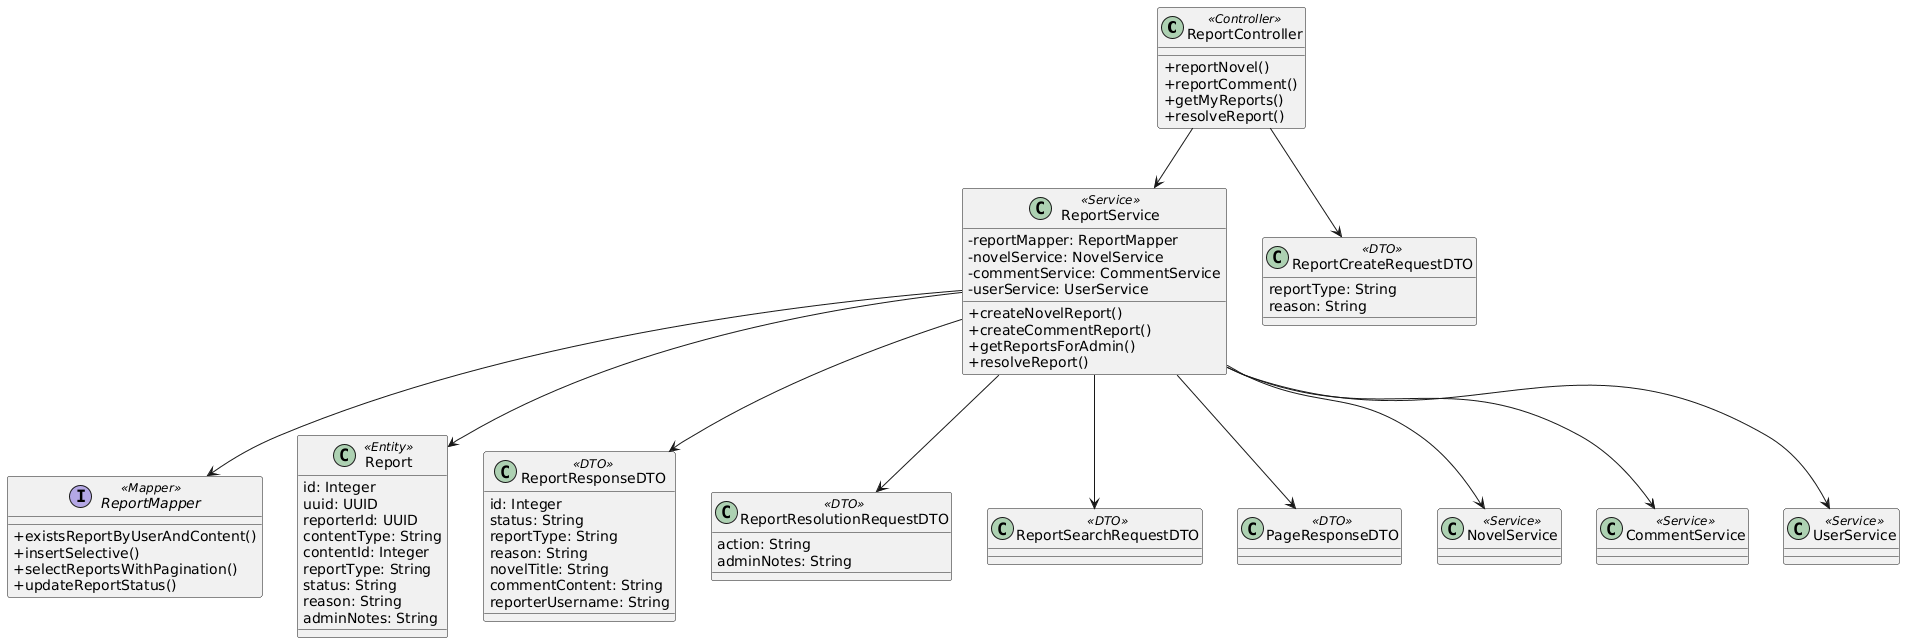 «Controller»
C ReportController
+reportNovel()
+reportComment()
+getMyReports()
+resolveReport()
«Service»
C ReportService
-reportMapper: ReportMapper
-novelService: NovelService
-commentService: CommentService
-userService: UserService
+createNovelReport()
+createCommentReport()
+getReportsForAdmin()
+resolveReport()
«DTO»
C ReportCreateRequestDTO
reportType: String
reason: String
«Mapper»
I ReportMapper
+existsReportByUserAndContent()
+insertSelective()
+selectReportsWithPagination()
+updateReportStatus()
«Entity»
C Report
id: Integer
uuid: UUID
reporterId: UUID
contentType: String
contentId: Integer
reportType: String
status: String
reason: String
adminNotes: String
«DTO»
C ReportResponseDTO
id: Integer
status: String
reportType: String
reason: String
novelTitle: String
commentContent: String
reporterUsername: String
«DTO»
C ReportResolutionRequestDTO
action: String
adminNotes: String
«DTO»
C ReportSearchRequestDTO
«DTO»
C PageResponseDTO
«Service»
C NovelService
«Service»
C CommentService
«Service»
C UserService